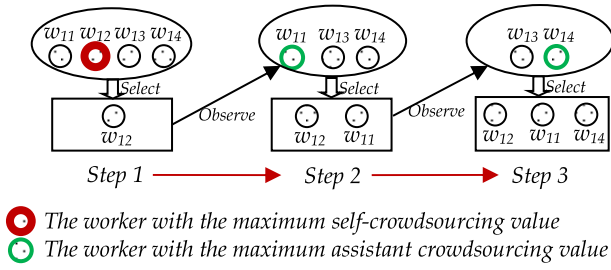 w11 w12 w13 w14
w11 w13 w14
w13 w14
Select
Select
Select
Observe
Observe
w12
w12 w11
w12 w11 w14
Step 1
Step 2
Step 3
The worker with the maximum self-crowdsourcing value
The worker with the maximum assistant crowdsourcing value